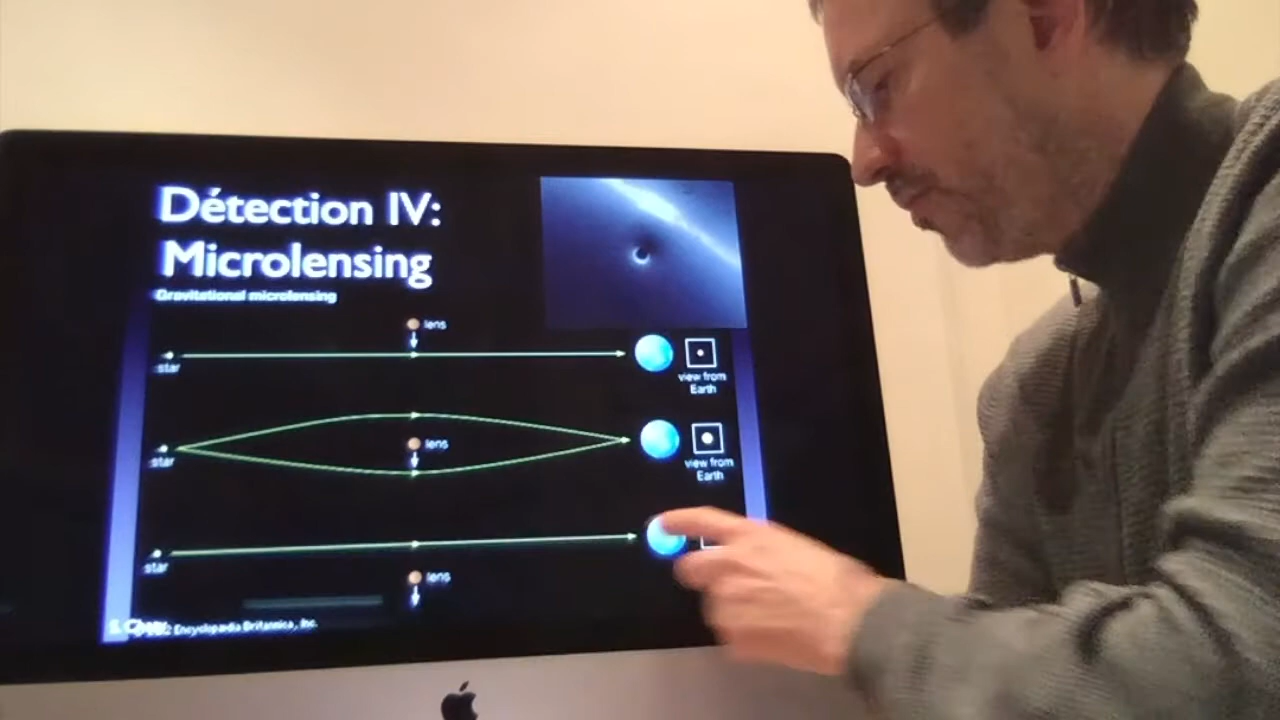 Détection IV:
Microlensing
Gravitational microlensing
lens
star
view from
Earth
lens
star
view from
Earth
star
lens
Encyclopædia Britannica, Inc.